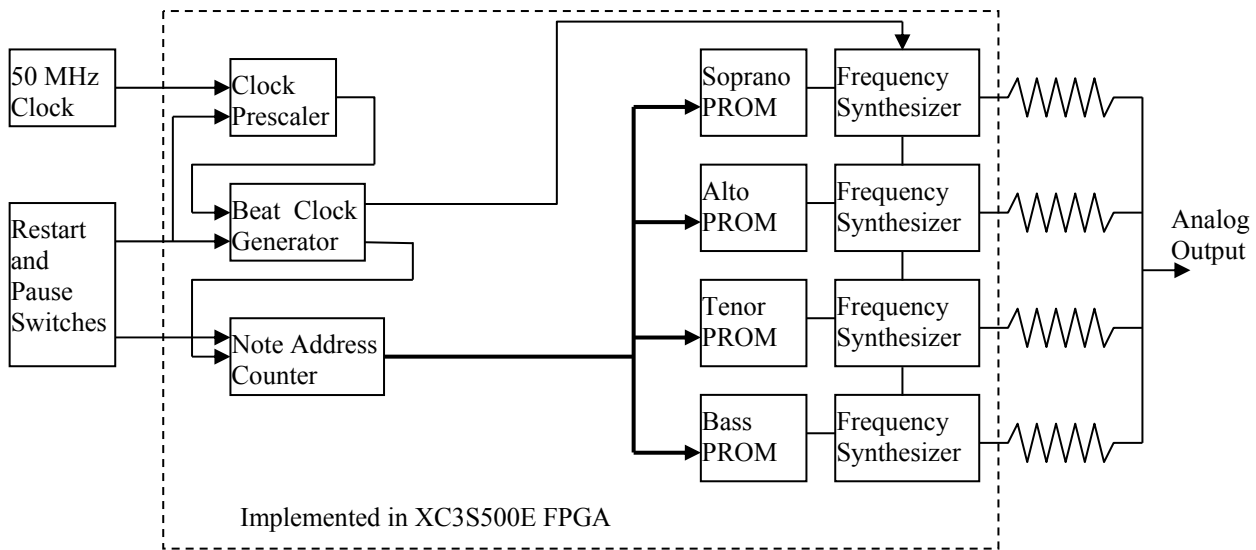 50 MHz
Clock
Clock
Prescaler
Soprano
PROM
Frequency
Synthesizer
Restart
and
Pause
Switches
Beat Clock
Generator
Alto
PROM
Frequency
Synthesizer
Analog
Output
Note Address
Counter
Tenor
PROM
Frequency
Synthesizer
Bass
PROM
Frequency
Synthesizer
Implemented in XC3S500E FPGA